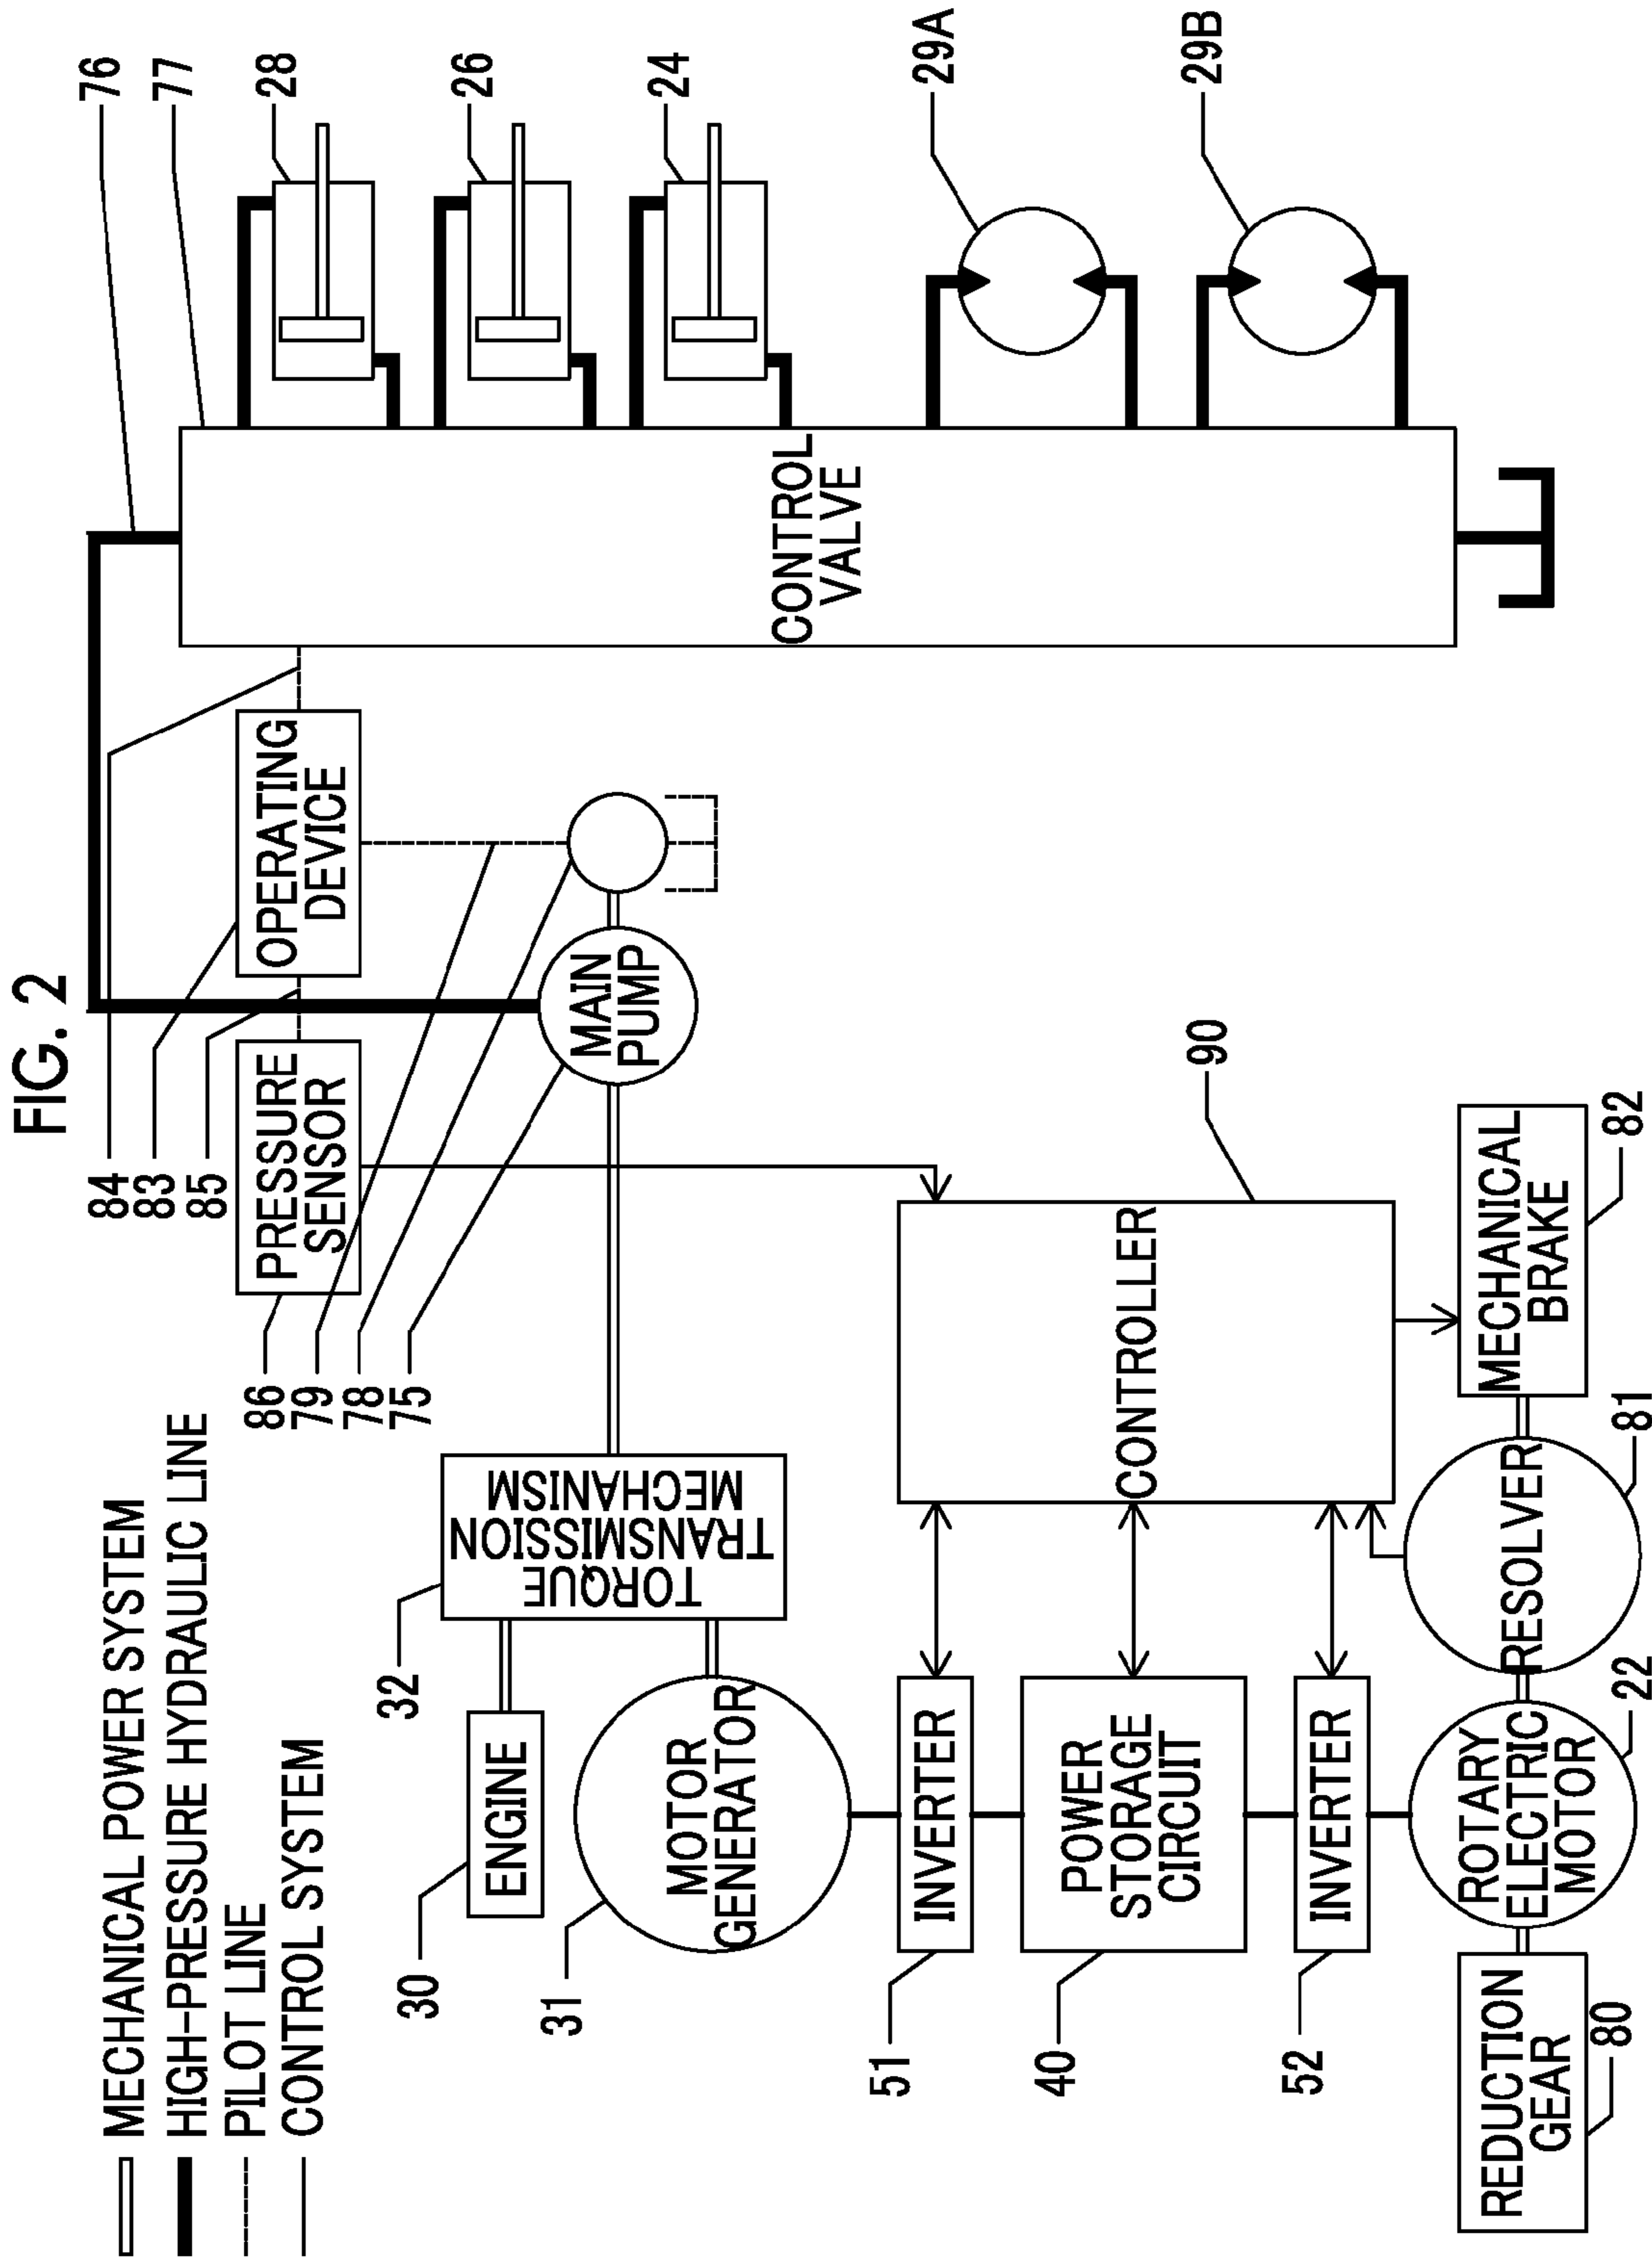 FIG. 2
MECHANICAL POWER SYSTEM
HIGH-PRESSURE HYDRAULIC LINE
PILOT LINE
CONTROL SYSTEM
84
83
85
76
77
86
79
78
75
PRESSURE
SENSOR
OPERATING
DEVICE
28
26
24
29A
29B
CONTROL
VALVE
MAIN
PUMP
32
TORQUE
TRANSMISSION
MECHANISM
30
ENGINE
31
MOTOR
GENERATOR
51
INVERTER
40
POWER
STORAGE
CIRCUIT
52
INVERTER
90
CONTROLLER
REDUCTION
GEAR
80
ROTARY
ELECTRIC
MOTOR
22
RESOLVER
81
MECHANICAL
BRAKE
82